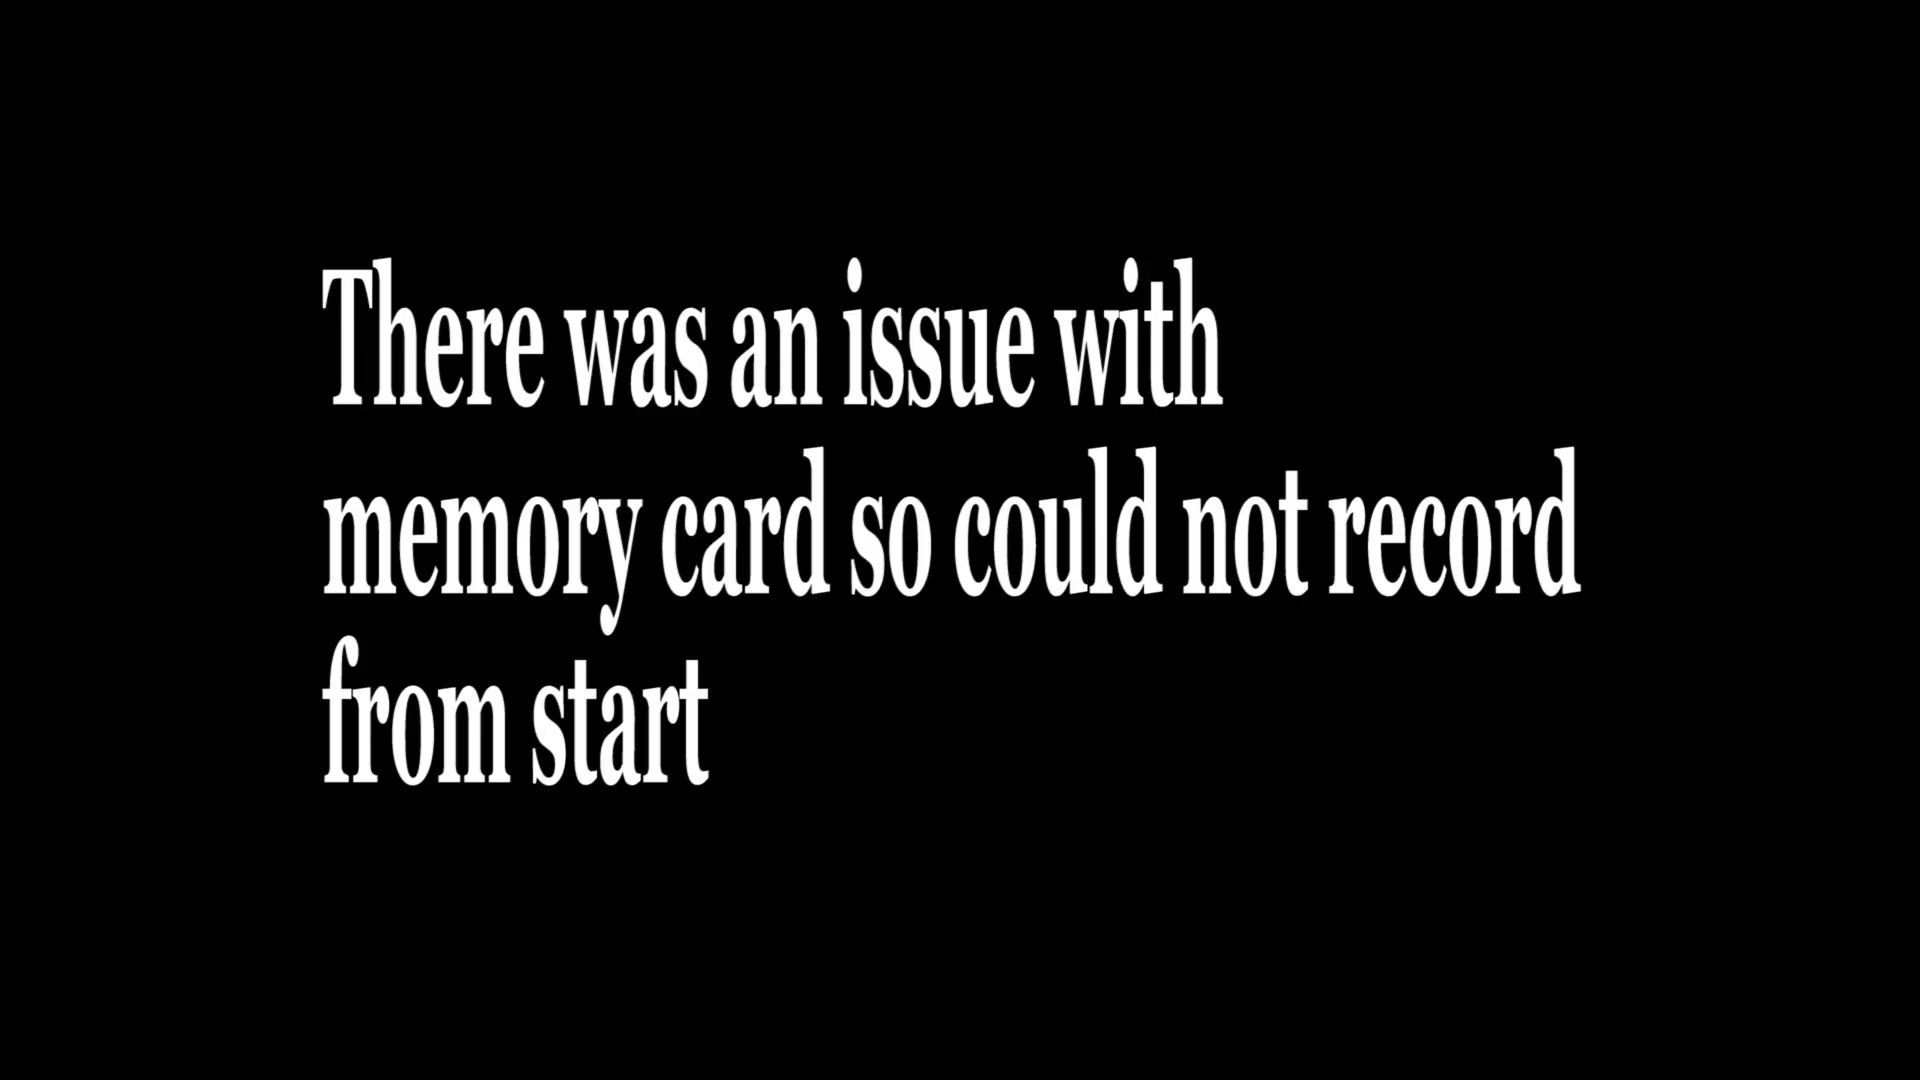 There was an issue with
memory card so could not record
from start